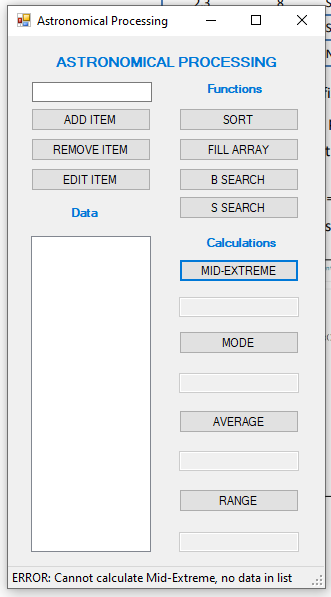 Astronomical Processing
ASTRONOMICAL PROCESSING
Functions
ADD ITEM
SORT
REMOVE ITEM
FILL ARRAY
EDIT ITEM
B SEARCH
S SEARCH
Data
Calculations
MID-EXTREME
MODE
AVERAGE
RANGE
ERROR: Cannot calculate Mid-Extreme, no data in list